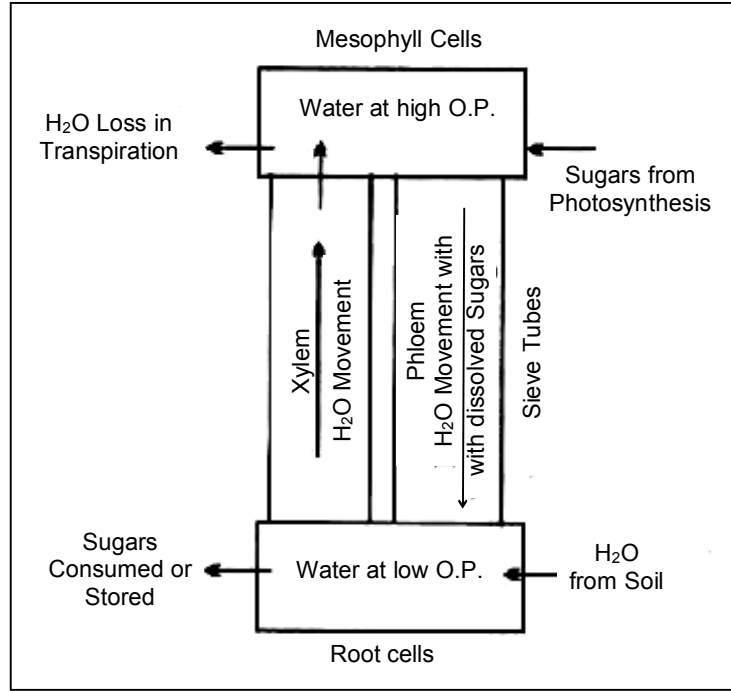 Mesophyll Cells
Water at high O.P.
H₂O Loss in
Transpiration
Sugars from
Photosynthesis
Xylem
H₂O Movement
Phloem
H₂O Movement with
with dissolved Sugars
Sieve Tubes
Sugars
Consumed or
Stored
Water at low O.P.
H₂O
from Soil
Root cells